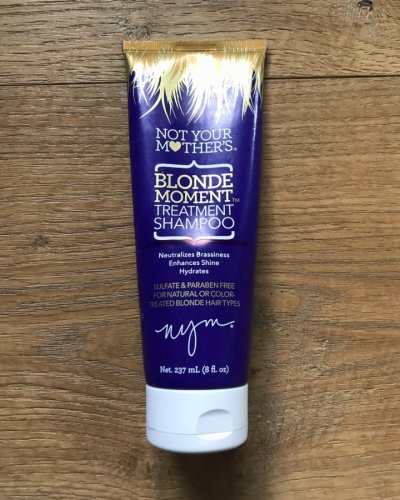 NOT YOUR
MOTHER'S®
BLONDE
MOMENT™
TREATMENT
SHAMPOO
Neutralizes Brassiness
Enhances Shine
Hydrates
SULFATE & PARABEN FREE
FOR NATURAL OR COLOR-
TREATED BLONDE HAIR TYPES
nym.
Net. 237 mL (8 fl. oz)